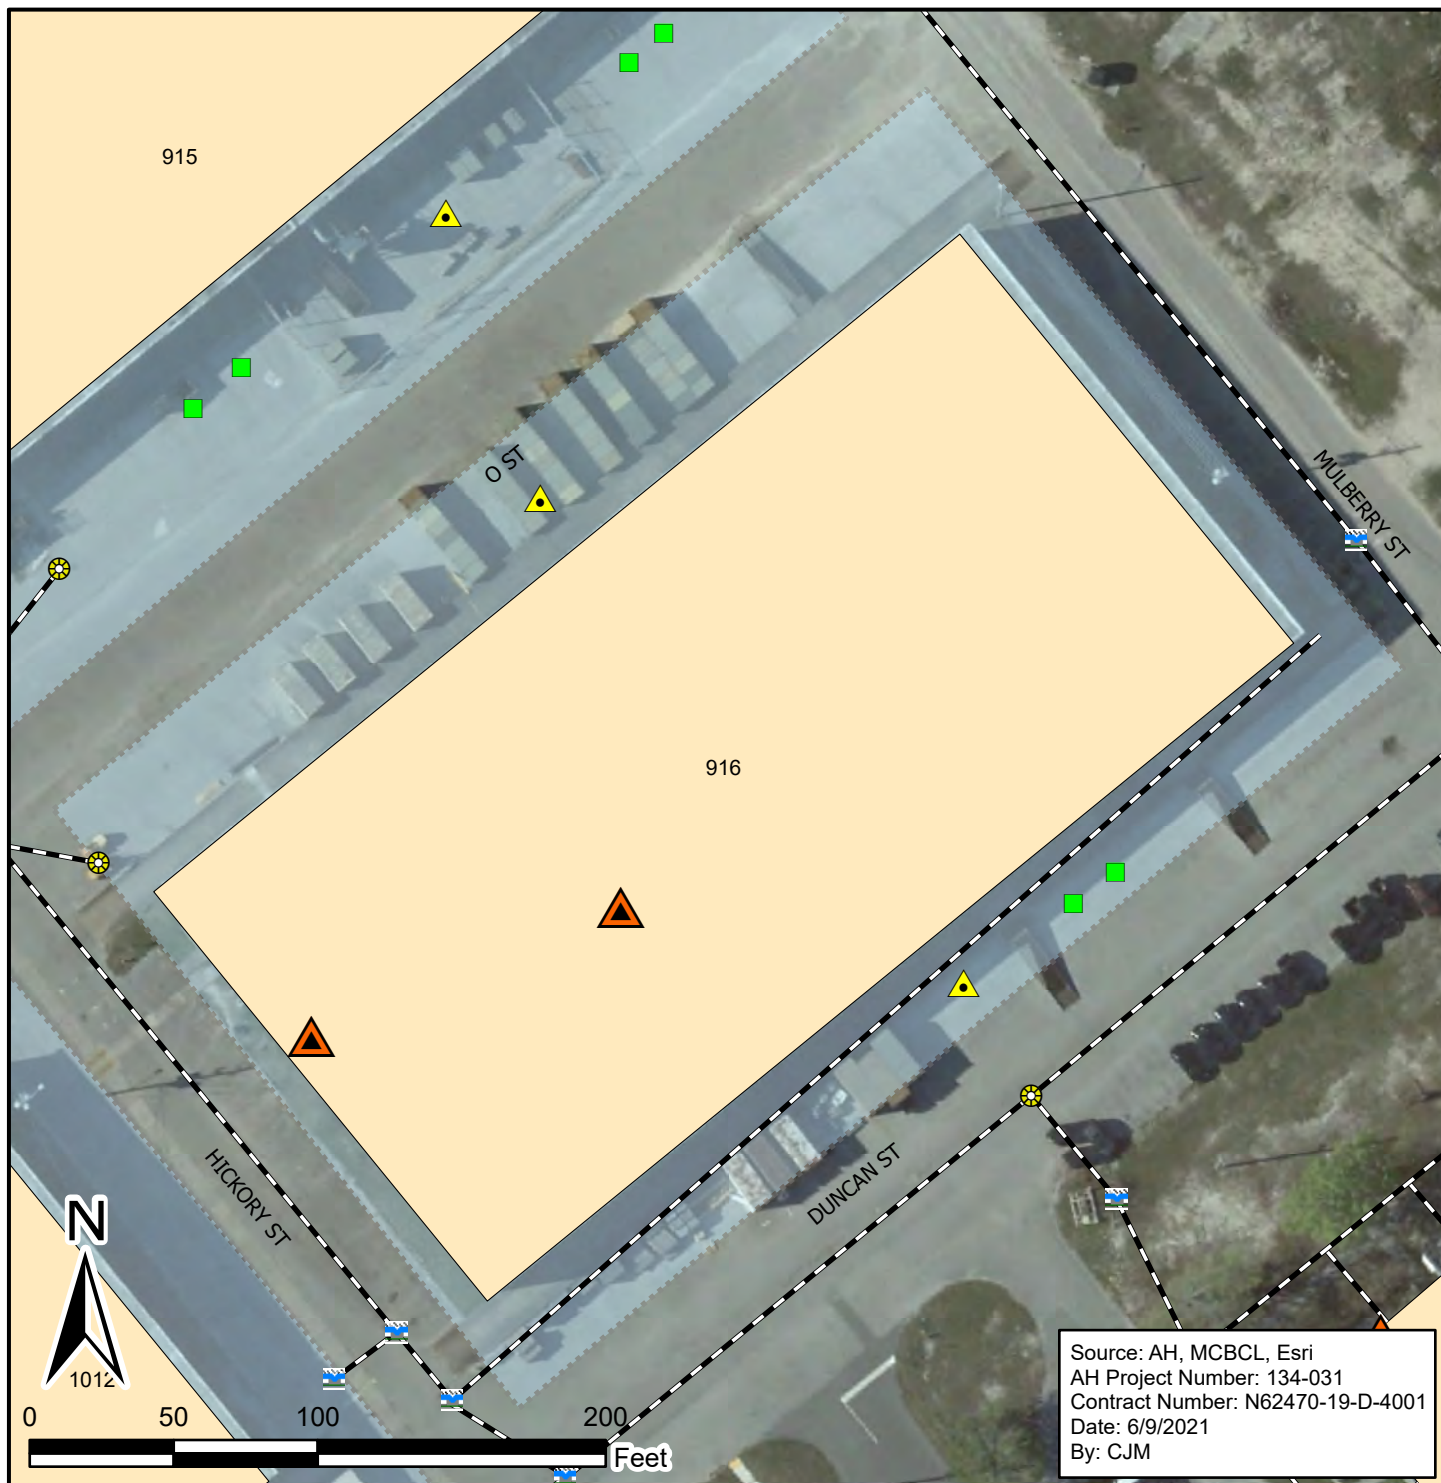 915
O ST
MULBERRY ST
916
HICKORY ST
DUNCAN ST
N
1012
0 50 100 200
Feet
Source: AH, MCBCL, Esri
AH Project Number: 134-031
Contract Number: N62470-19-D-4001
Date: 6/9/2021
By: CJM